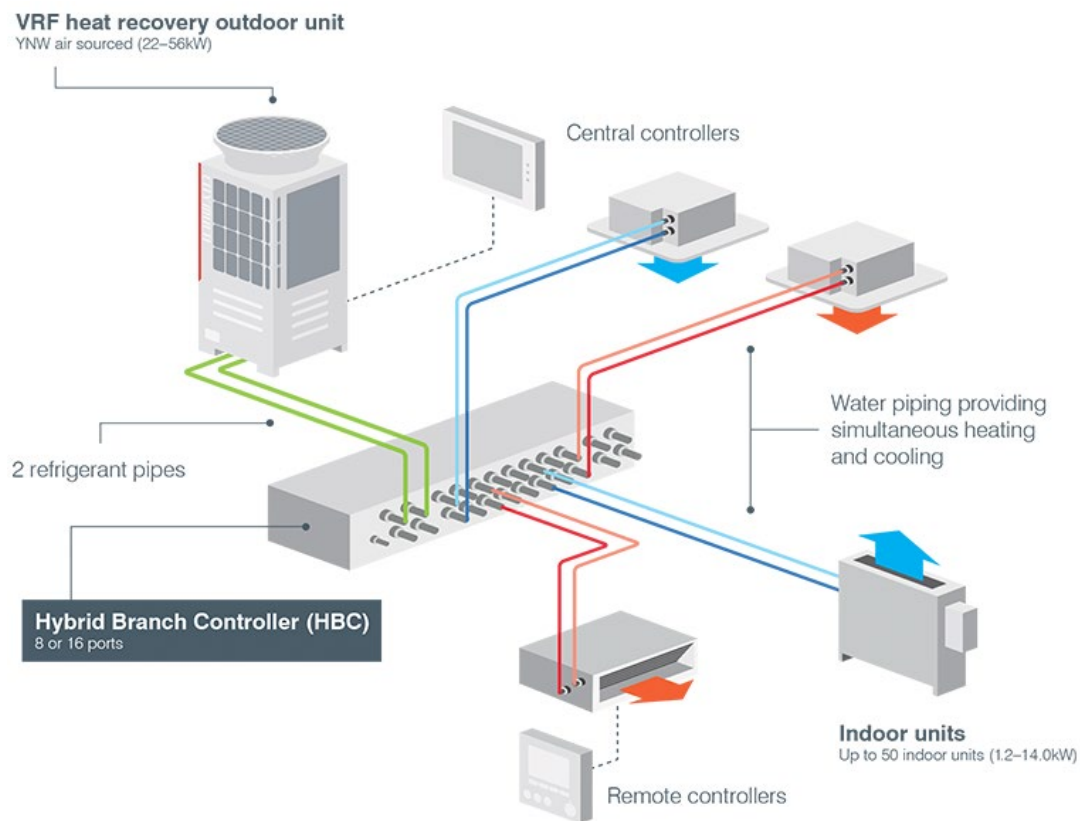 VRF heat recovery outdoor unit
YNW air sourced (22–56kW)
Central controllers
Water piping providing
simultaneous heating
and cooling
2 refrigerant pipes
Hybrid Branch Controller (HBC)
8 or 16 ports
Indoor units
Up to 50 indoor units (1.2–14.0kW)
Remote controllers